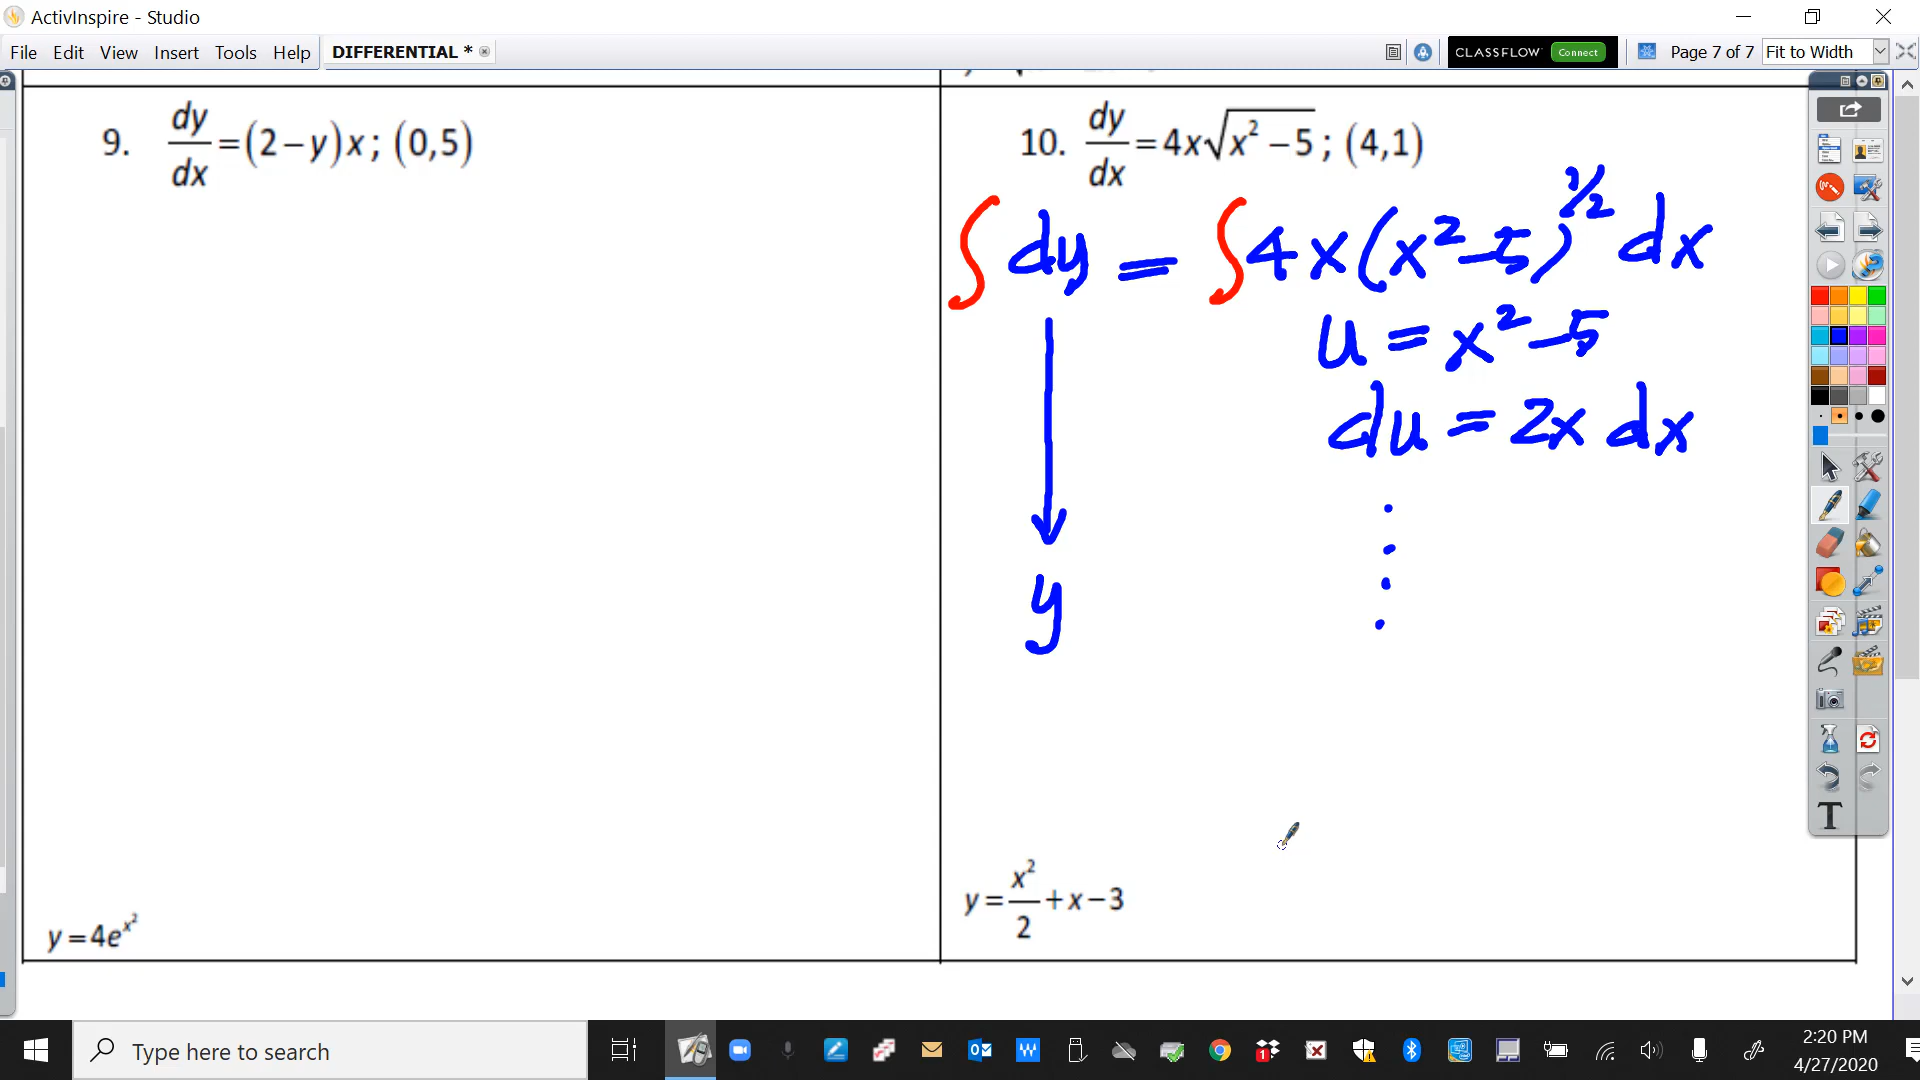 ActivInspire - Studio
File Edit View Insert Tools Help DIFFERENTIAL * CLASSFLOW Connect Page 7 of 7 Fit to Width
9. dy/dx = (2 – y) x ; (0,5)
10. dy/dx = 4x√(x² – 5) ; (4,1)
∫ dy = ∫ 4x (x² – 5)^1/2 dx
u = x² – 5
du = 2x dx
y
y = x²/2 + x – 3
y = 4e^x²
T
Type here to search
2:20 PM
4/27/2020